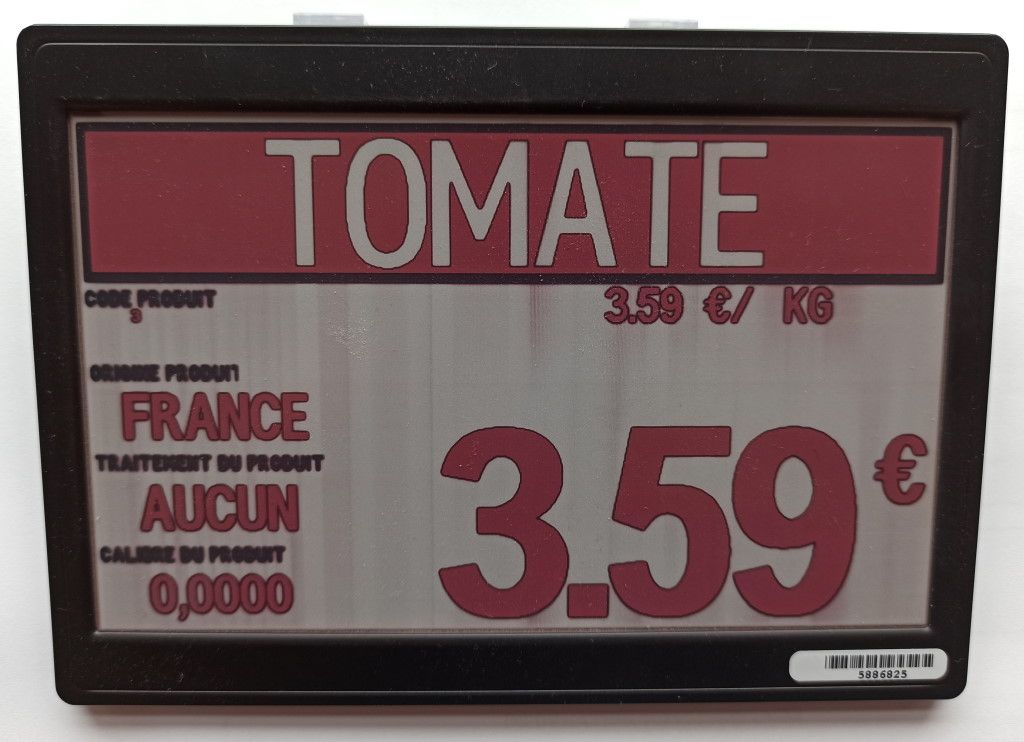 TOMATE
CODE PRODUIT
3
3.59 €/ KG
ORIGINE PRODUIT
FRANCE
TRAITEMENT DU PRODUIT
AUCUN
CALIBRE DU PRODUIT
0,0000
3.59 €
5886825